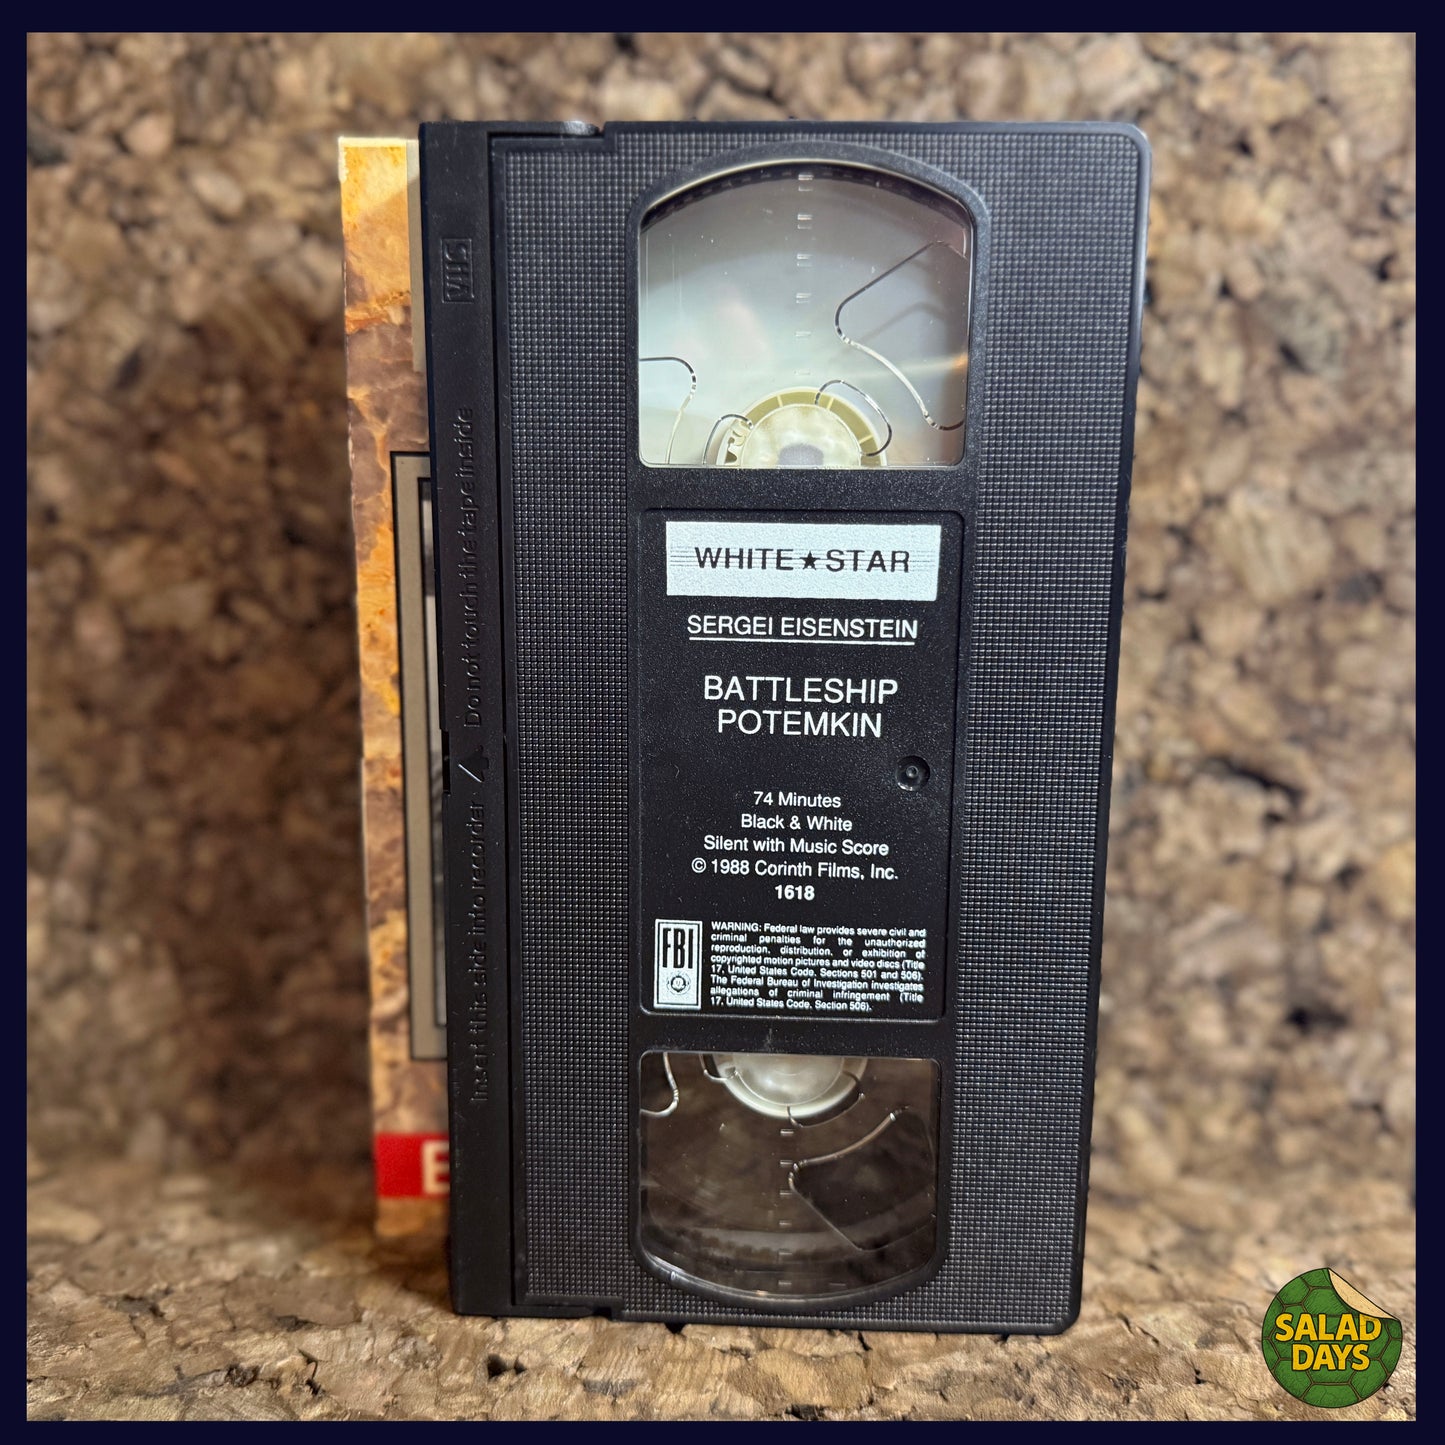 VHS
Do not touch the tape inside
Insert this side into recorder
WHITE★STAR
SERGEI EISENSTEIN
BATTLESHIP
POTEMKIN
74 Minutes
Black & White
Silent with Music Score
© 1988 Corinth Films, Inc.
1618
FBI
WARNING: Federal law provides severe civil and
criminal penalties for the unauthorized
reproduction, distribution, or exhibition of
copyrighted motion pictures and video discs (Title
17, United States Code, Sections 501 and 506).
The Federal Bureau of Investigation investigates
allegations of criminal infringement (Title
17, United States Code, Section 506).
E
SALAD
DAYS